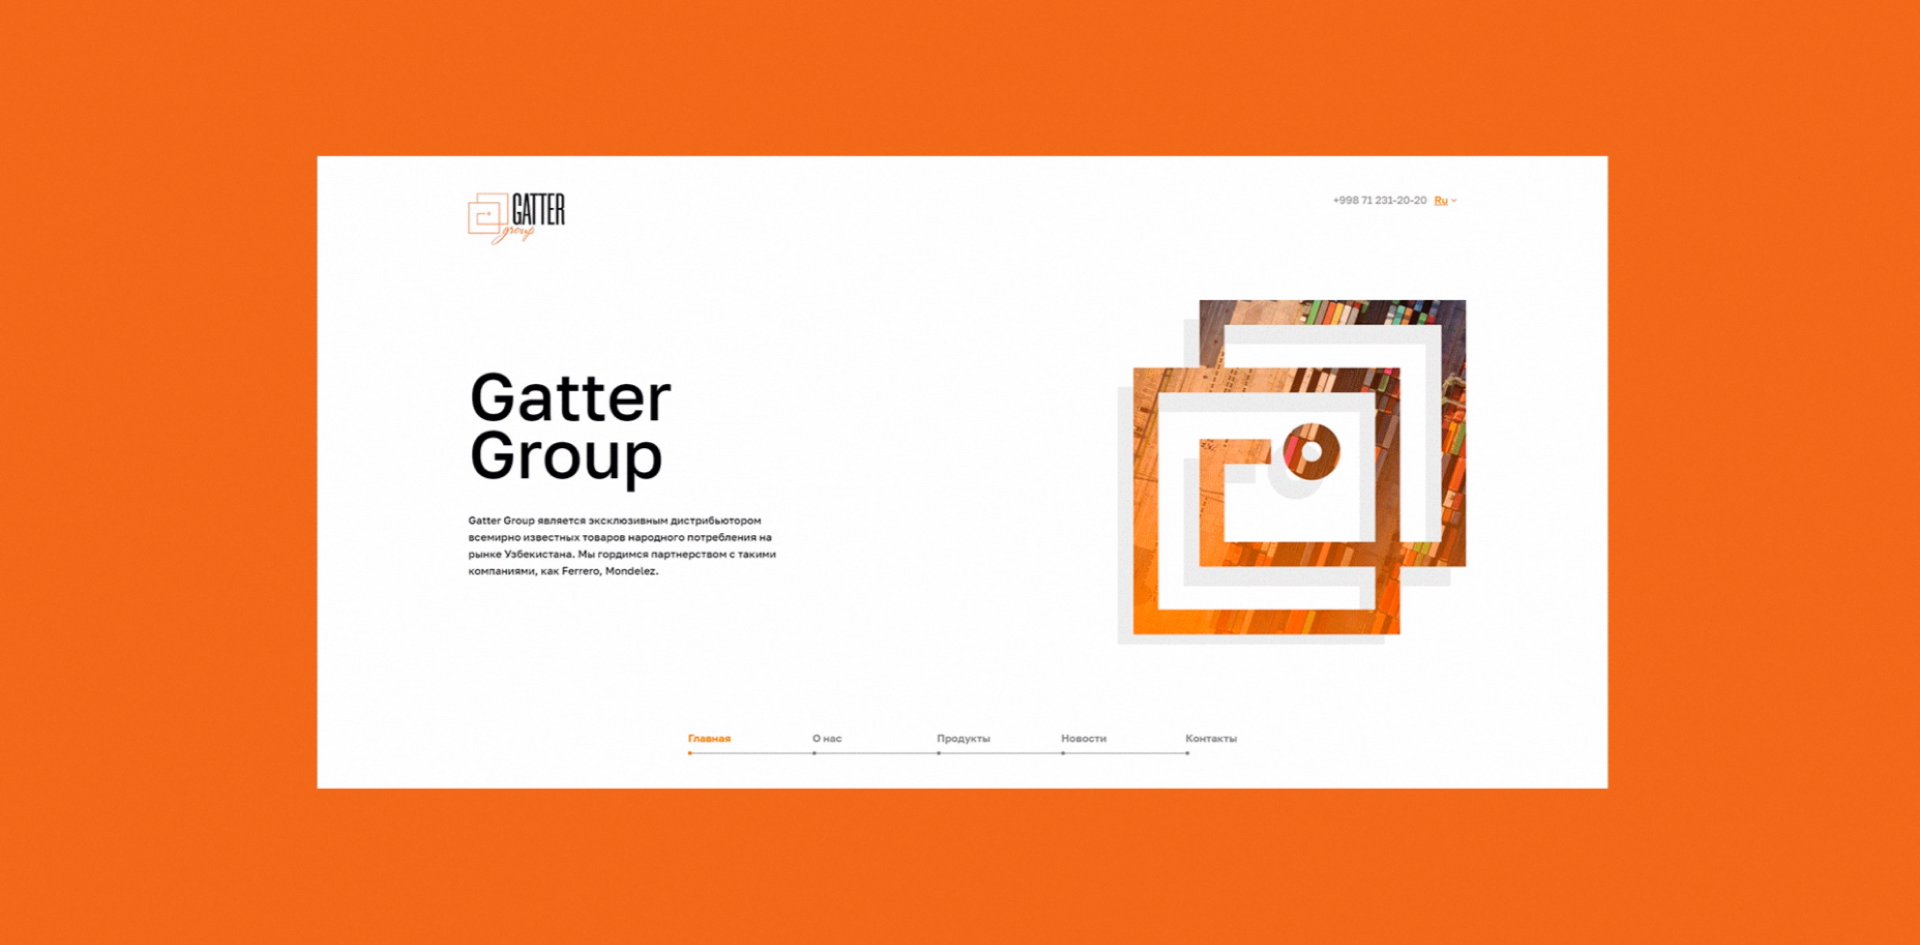 GATTER
group
+998 71 231-20-20 Ru
Gatter
Group
Gatter Group является эксклюзивным дистрибьютором
всемирно известных товаров народного потребления на
рынке Узбекистана. Мы гордимся партнерством с такими
компаниями, как Ferrero, Mondelez.
Главная О нас Продукты Новости Контакты